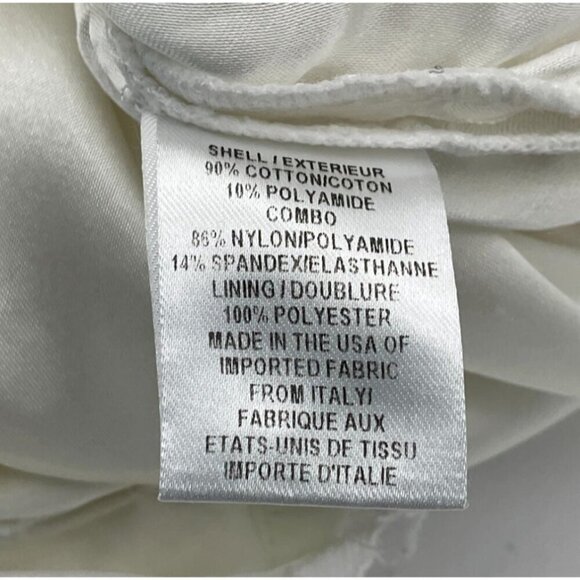 SHELL / EXTERIEUR
90% COTTON/COTON
10% POLYAMIDE
COMBO
86% NYLON/POLYAMIDE
14% SPANDEX/ELASTHANNE
LINING / DOUBLURE
100% POLYESTER
MADE IN THE USA OF
IMPORTED FABRIC
FROM ITALY/
FABRIQUE AUX
ETATS-UNIS DE TISSU
IMPORTE D'ITALIE